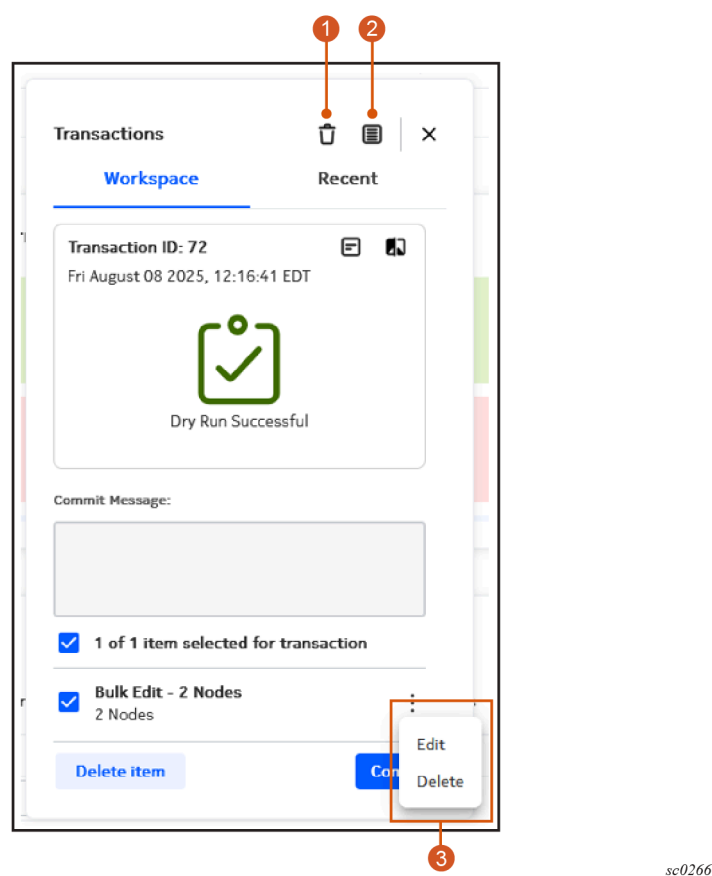 1 2
Transactions
Workspace Recent
Transaction ID: 72
Fri August 08 2025, 12:16:41 EDT
Dry Run Successful
Commit Message:
1 of 1 item selected for transaction
Bulk Edit - 2 Nodes
2 Nodes
Edit
Delete item
Delete
3
sc0266